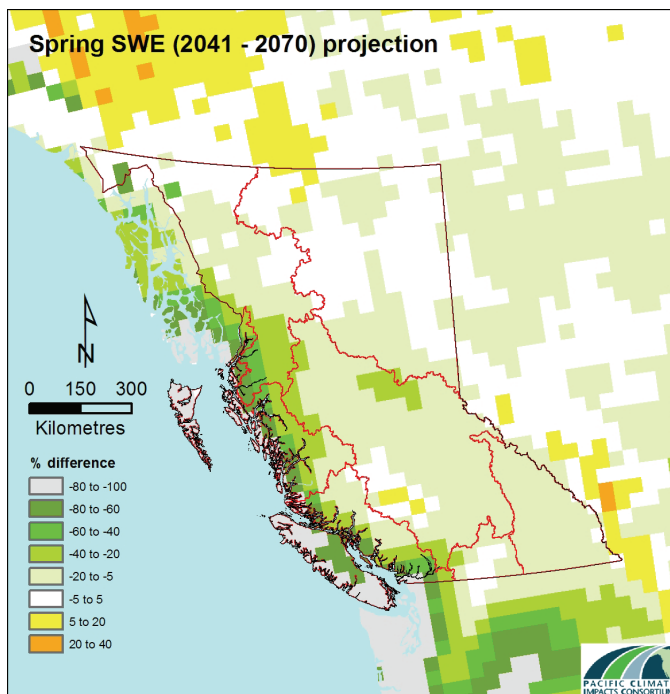 Spring SWE (2041 - 2070) projection
N
0 150 300
Kilometres
% difference
-80 to -100
-80 to -60
-60 to -40
-40 to -20
-20 to -5
-5 to 5
5 to 20
20 to 40
PACIFIC CLIMAT
IMPACTS CONSORTIUM